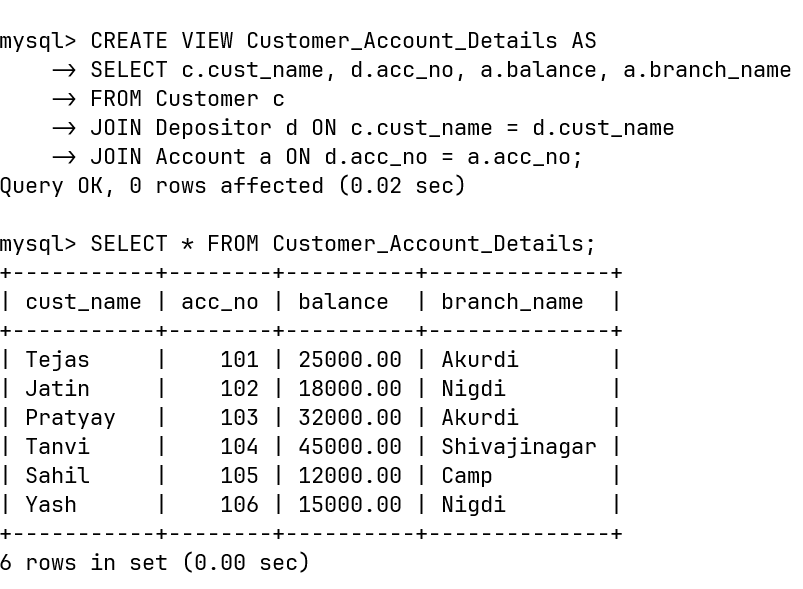 mysql> CREATE VIEW Customer_Account_Details AS
    -> SELECT c.cust_name, d.acc_no, a.balance, a.branch_name
    -> FROM Customer c
    -> JOIN Depositor d ON c.cust_name = d.cust_name
    -> JOIN Account a ON d.acc_no = a.acc_no;
Query OK, 0 rows affected (0.02 sec)

mysql> SELECT * FROM Customer_Account_Details;
+-----------+--------+----------+--------------+
| cust_name | acc_no | balance  | branch_name  |
+-----------+--------+----------+--------------+
| Tejas     |    101 | 25000.00 | Akurdi       |
| Jatin     |    102 | 18000.00 | Nigdi        |
| Pratyay   |    103 | 32000.00 | Akurdi       |
| Tanvi     |    104 | 45000.00 | Shivajinagar |
| Sahil     |    105 | 12000.00 | Camp         |
| Yash      |    106 | 15000.00 | Nigdi        |
+-----------+--------+----------+--------------+
6 rows in set (0.00 sec)